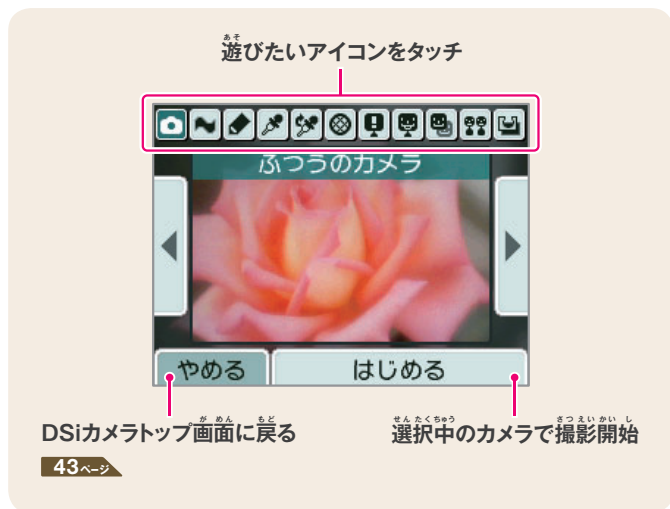 遊びたいアイコンをタッチ
ふつうのカメラ
やめる
はじめる
DSiカメラトップ画面に戻る
43ページ
選択中のカメラで撮影開始